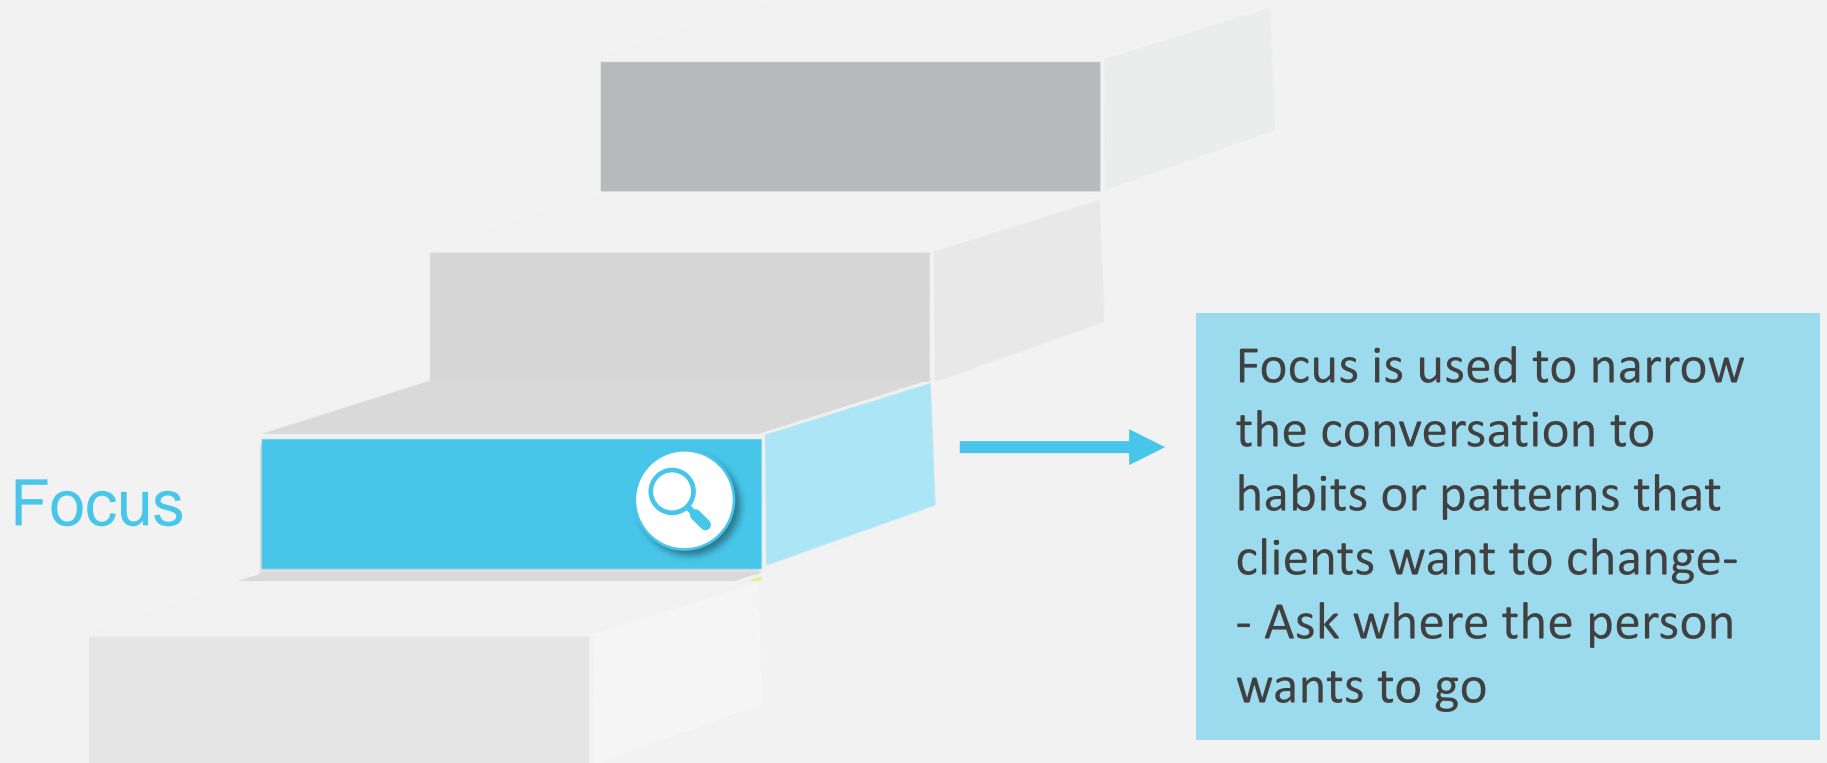 Focus
Focus is used to narrow
the conversation to
habits or patterns that
clients want to change-
- Ask where the person
wants to go